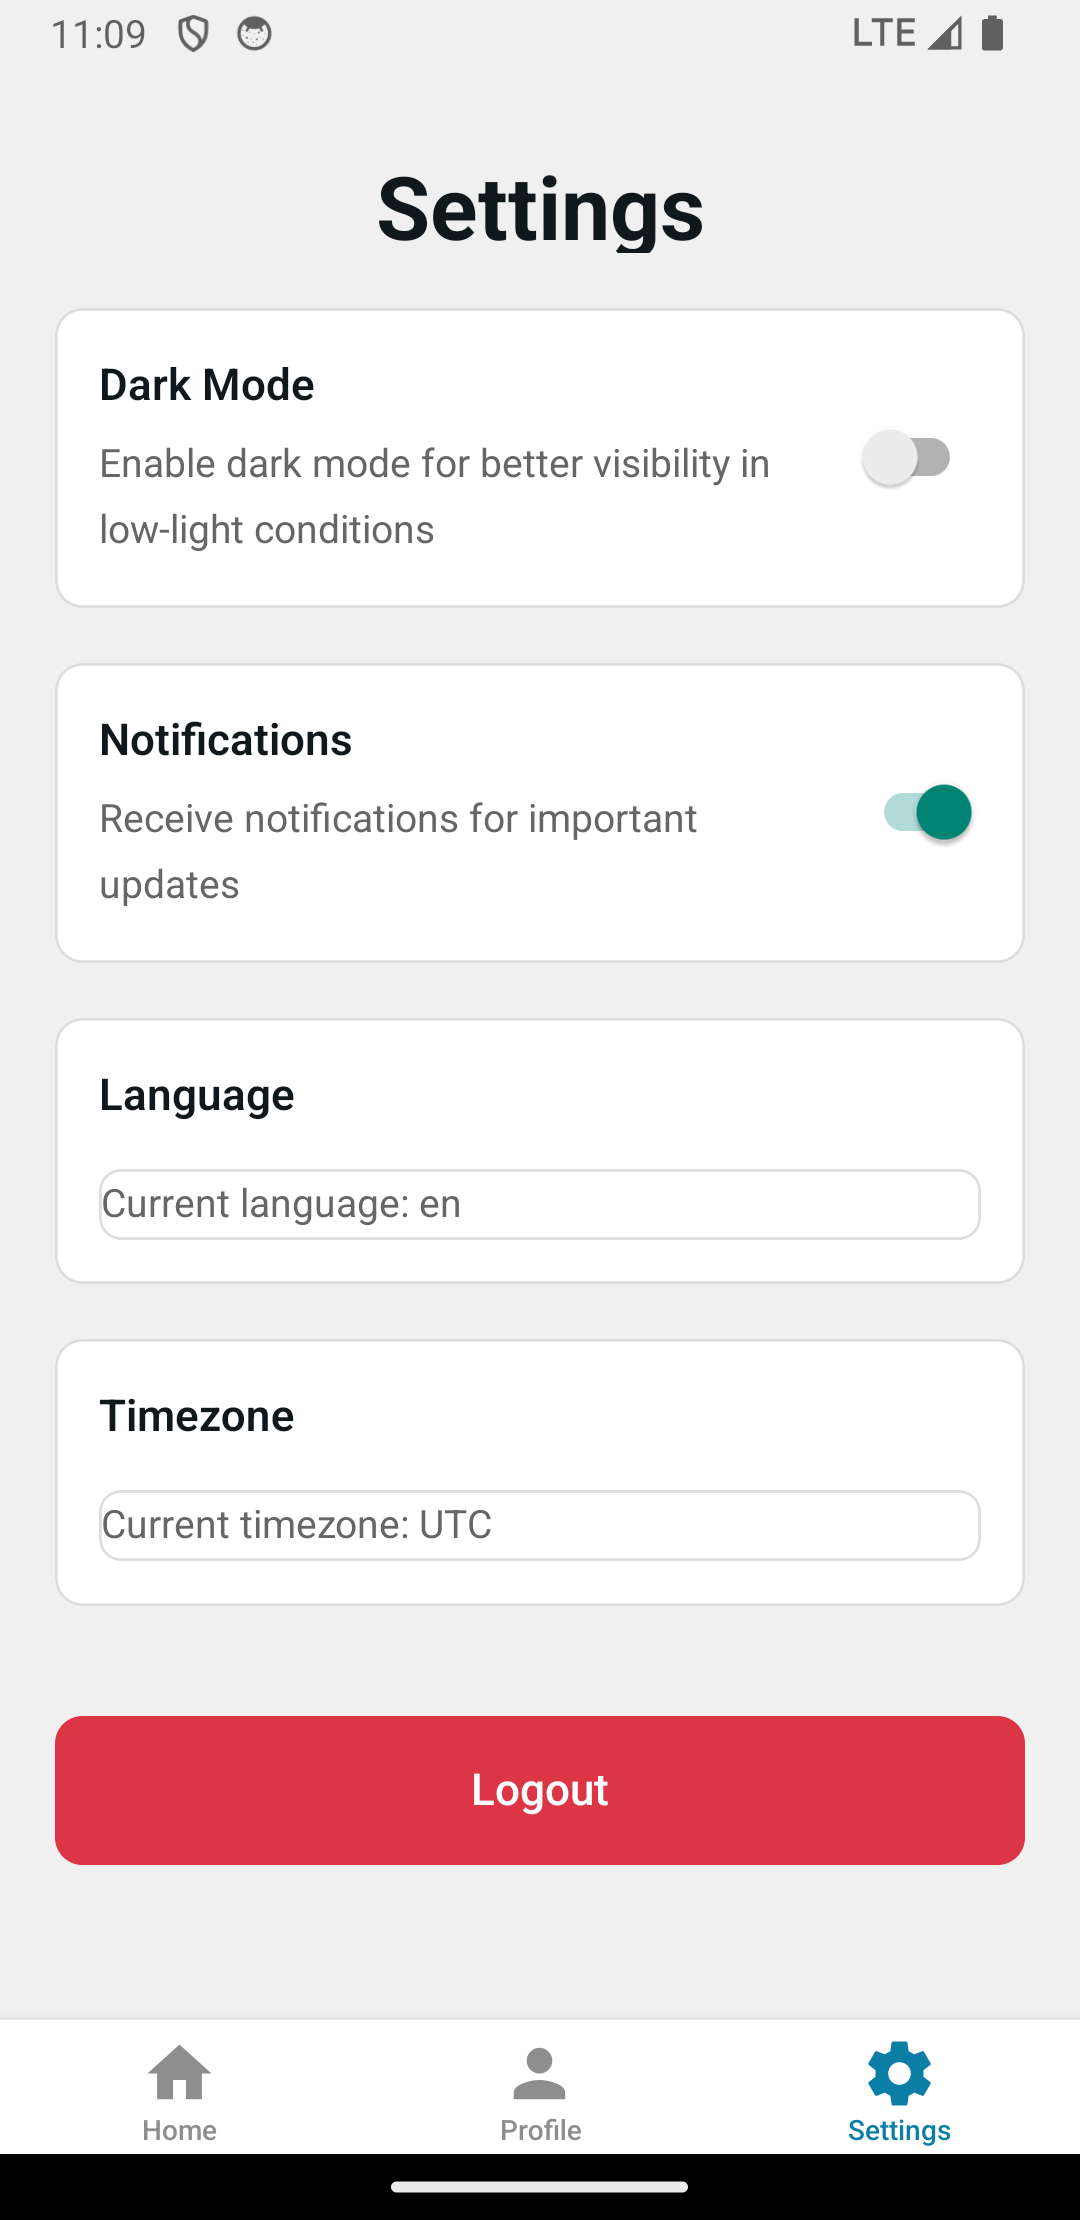 11:09
LTE
Settings
Dark Mode
Enable dark mode for better visibility in
low-light conditions
Notifications
Receive notifications for important
updates
Language
Current language: en
Timezone
Current timezone: UTC
Logout
Home
Profile
Settings